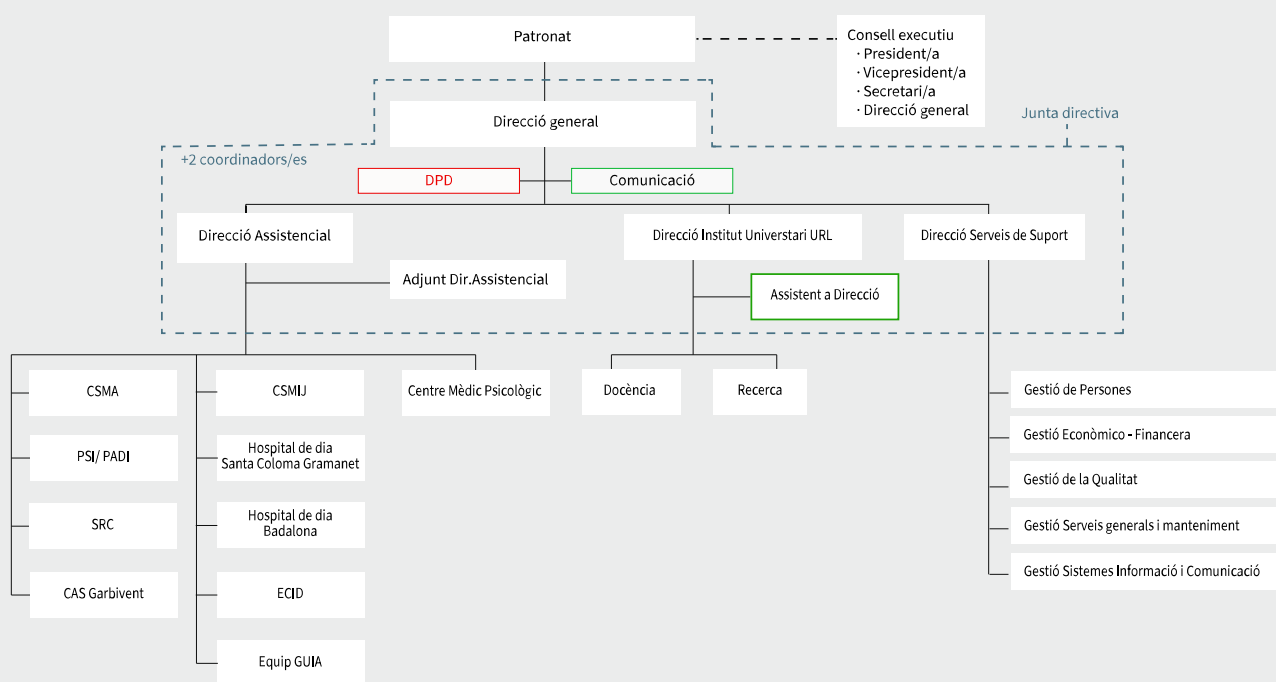 Patronat
Consell executiu
· President/a
· Vicepresident/a
· Secretari/a
· Direcció general
Direcció general
Junta directiva
+2 coordinadors/es
DPD
Comunicació
Direcció Assistencial
Direcció Institut Universtari URL
Direcció Serveis de Suport
Adjunt Dir.Assistencial
Assistent a Direcció
CSMA
CSMIJ
Centre Mèdic Psicològic
Docència
Recerca
Gestió de Persones
PSI/ PADI
Hospital de dia
Santa Coloma Gramanet
Gestió Econòmico - Financera
Gestió de la Qualitat
SRC
Hospital de dia
Badalona
Gestió Serveis generals i manteniment
Gestió Sistemes Informació i Comunicació
CAS Garbivent
ECID
Equip GUIA